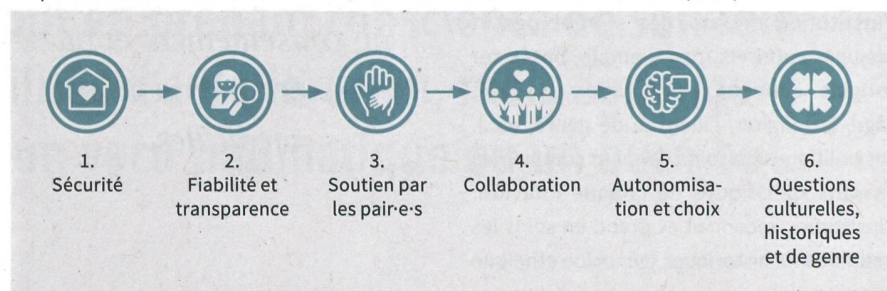 1.
Sécurité
2.
Fiabilité et
transparence
3.
Soutien par
les pair·e·s
4.
Collaboration
5.
Autonomisa-
tion et choix
6.
Questions
culturelles,
historiques
et de genre